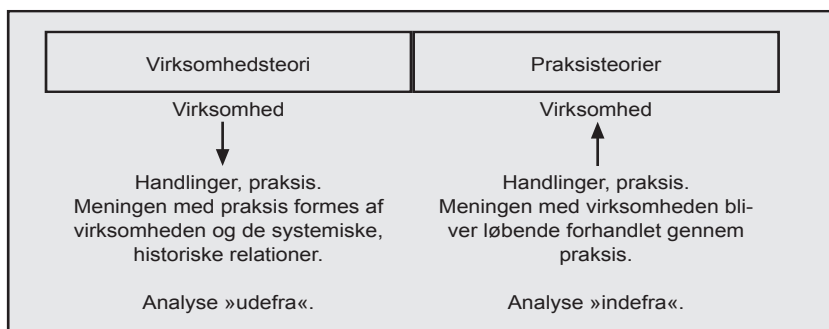 Virksomhedsteori
Virksomhed
Handlinger, praksis.
Meningen med praksis formes af
virksomheden og de systemiske,
historiske relationer.
Analyse »udefra«.
Praksisteorier
Virksomhed
Handlinger, praksis.
Meningen med virksomheden bli-
ver løbende forhandlet gennem
praksis.
Analyse »indefra«.